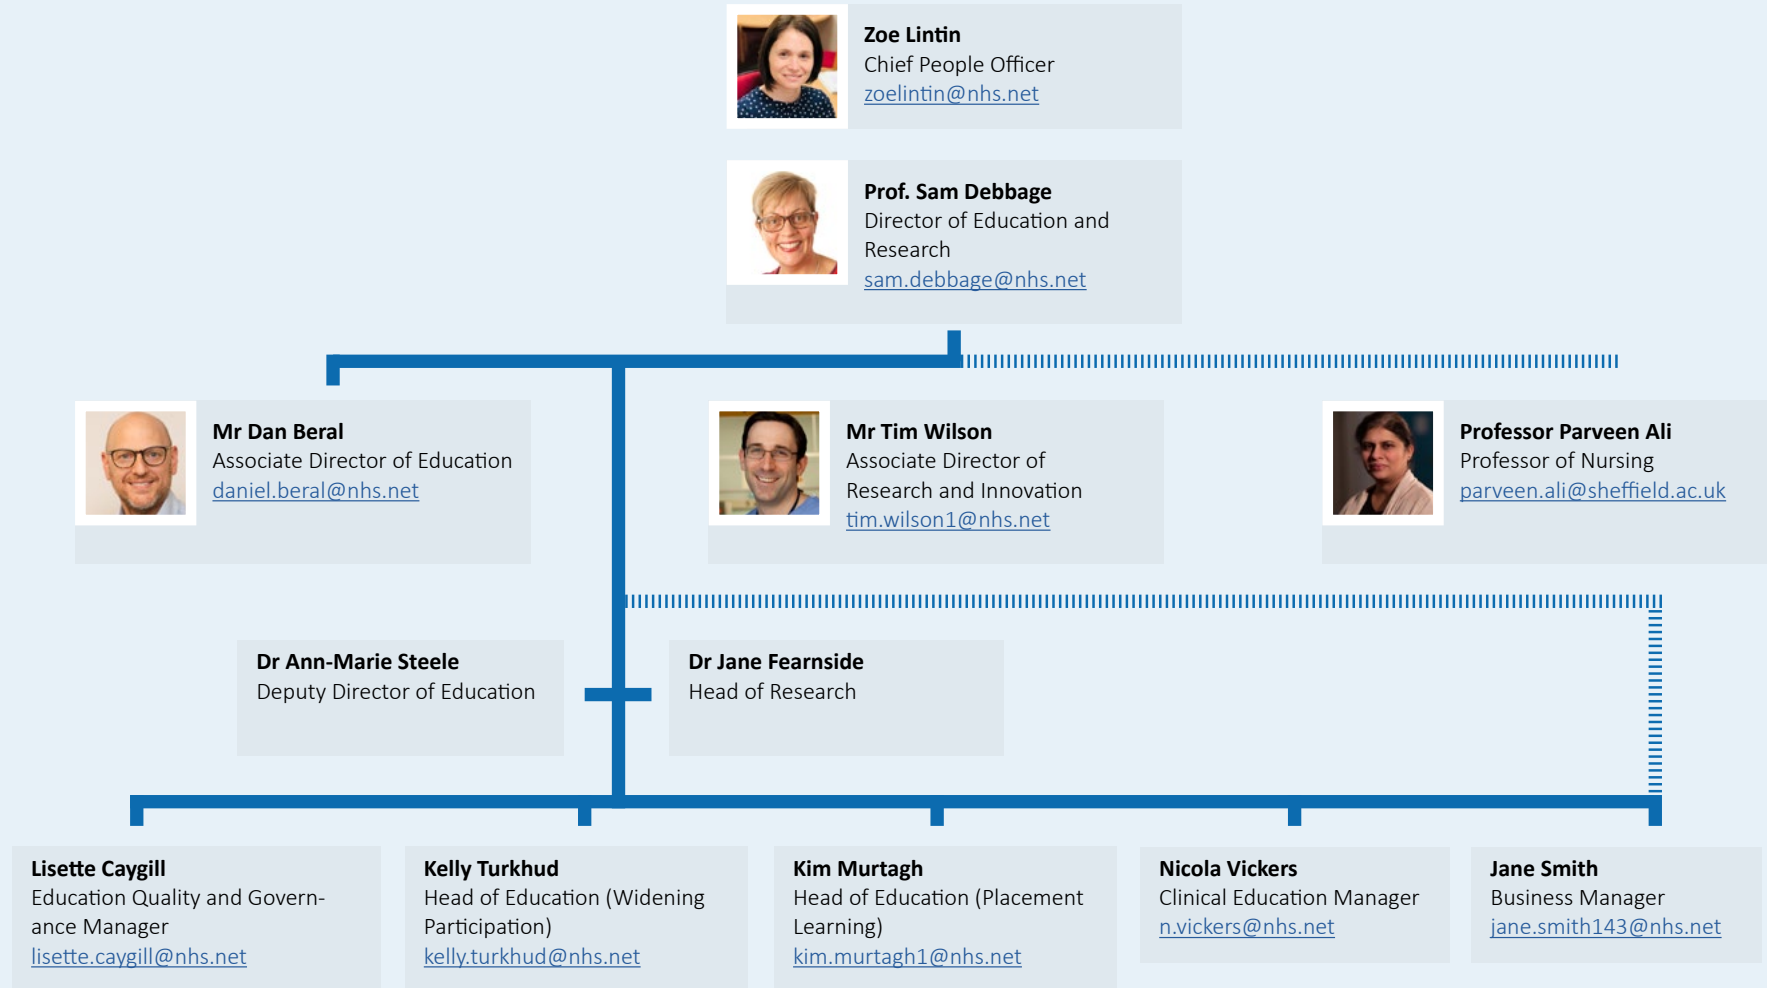 Zoe Lintin
Chief People Officer
zoelintin@nhs.net
Prof. Sam Debbage
Director of Education and
Research
sam.debbage@nhs.net
Mr Dan Beral
Associate Director of Education
daniel.beral@nhs.net
Mr Tim Wilson
Associate Director of
Research and Innovation
tim.wilson1@nhs.net
Professor Parveen Ali
Professor of Nursing
parveen.ali@sheffield.ac.uk
Dr Ann-Marie Steele
Deputy Director of Education
Dr Jane Fearnside
Head of Research
Lisette Caygill
Education Quality and Govern-
ance Manager
lisette.caygill@nhs.net
Kelly Turkhud
Head of Education (Widening
Participation)
kelly.turkhud@nhs.net
Kim Murtagh
Head of Education (Placement
Learning)
kim.murtagh1@nhs.net
Nicola Vickers
Clinical Education Manager
n.vickers@nhs.net
Jane Smith
Business Manager
jane.smith143@nhs.net